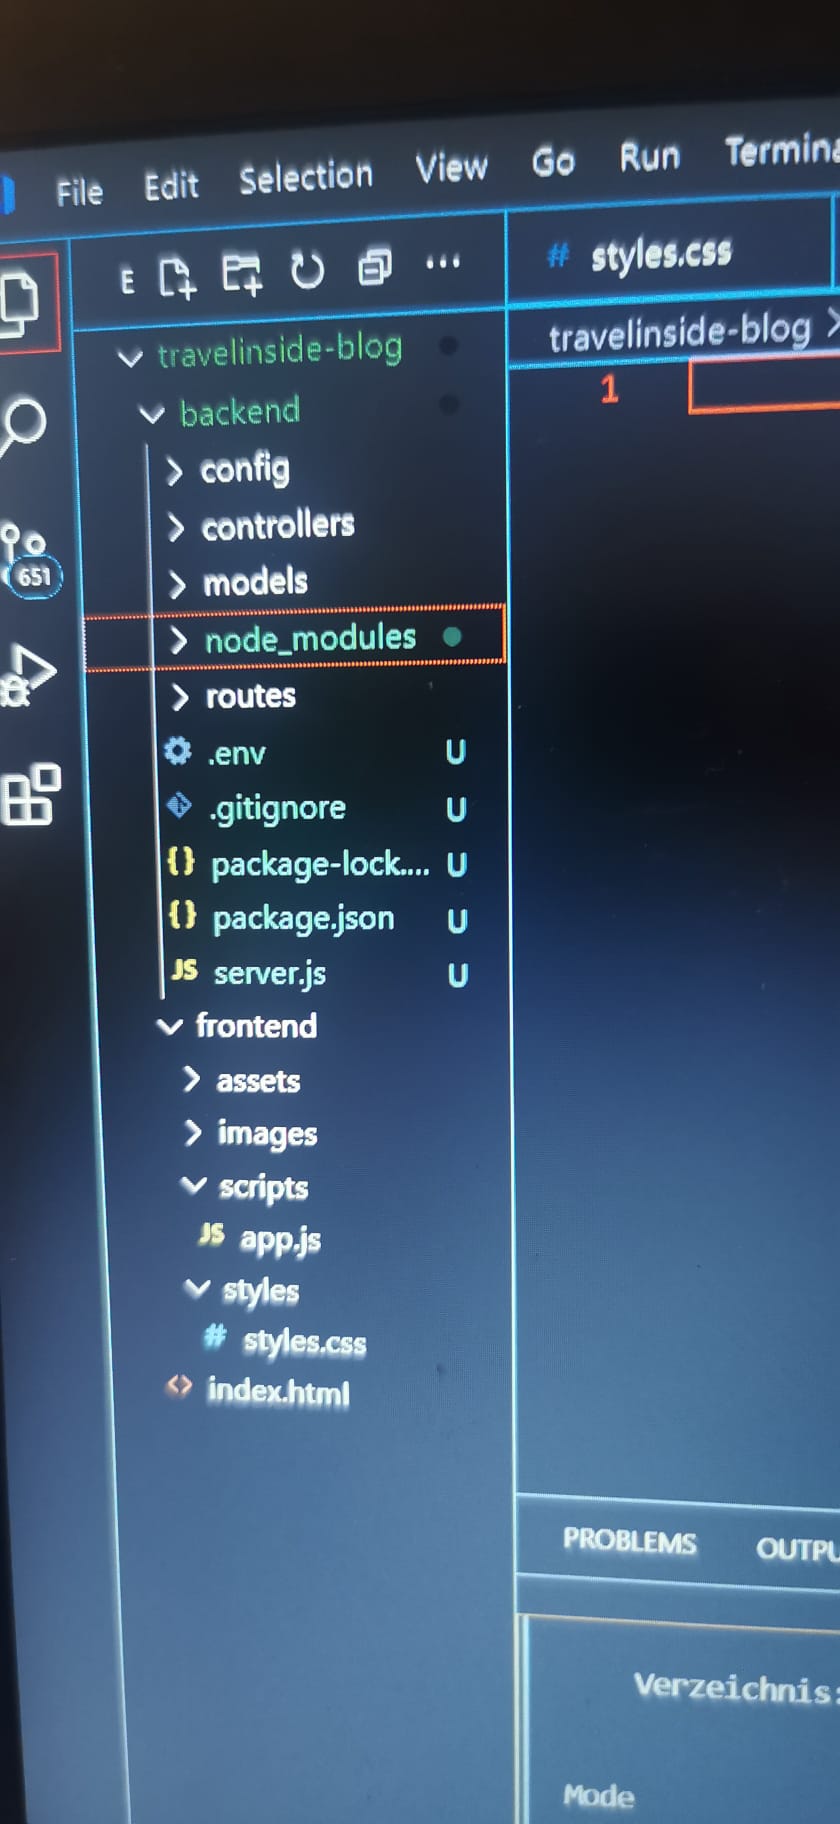 File Edit Selection View Go Run
E
# styles.css
travelinside-blog
travelinside-blog >
1
backend
config
controllers
models
651
node_modules
routes
.env U
.gitignore U
{} package-lock.... U
{} package.json U
JS server.js U
frontend
assets
images
scripts
JS app.js
styles
# styles.css
<> index.html
PROBLEMS
Verzeichnis:
Mode